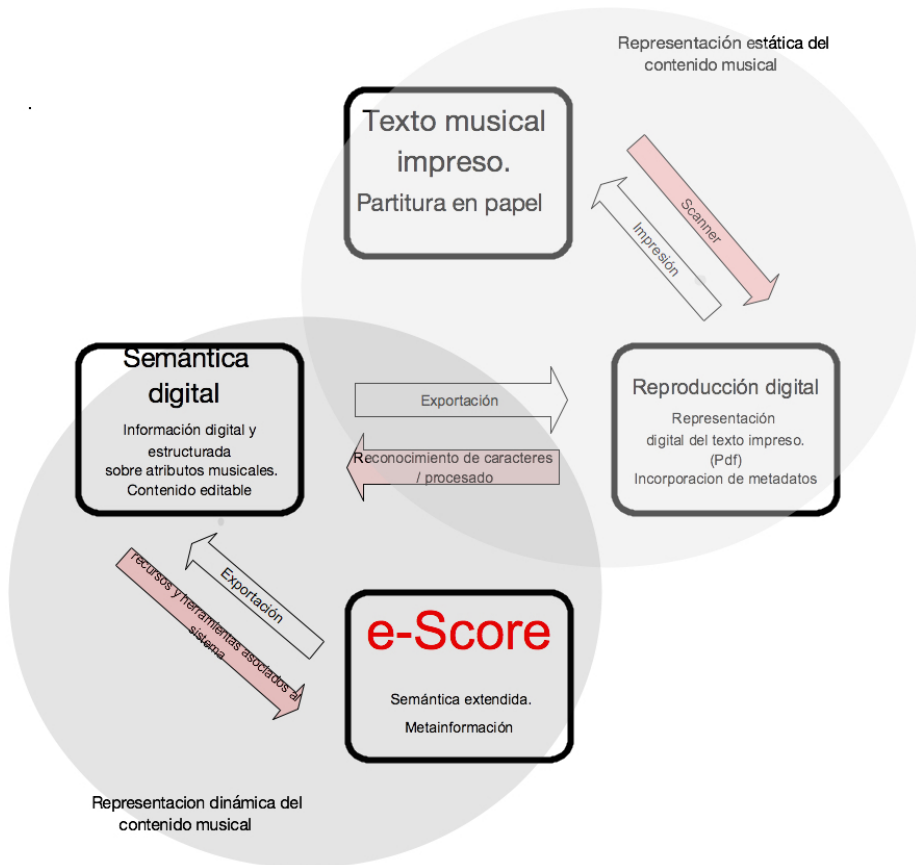 Representación estática del
contenido musical
Texto musical
impreso.
Partitura en papel
Scanner
Impresión
Semántica
digital
Información digital y
estructurada
sobre atributos musicales.
Contenido editable
Exportación
Reconocimiento de caracteres
/ procesado
Reproducción digital
Representación
digital del texto impreso.
(Pdf)
Incorporacion de metadatos
Exportación
recursos y herramientas asociados al
sistema
e-Score
Semántica extendida.
Metainformación
Representacion dinámica del
contenido musical